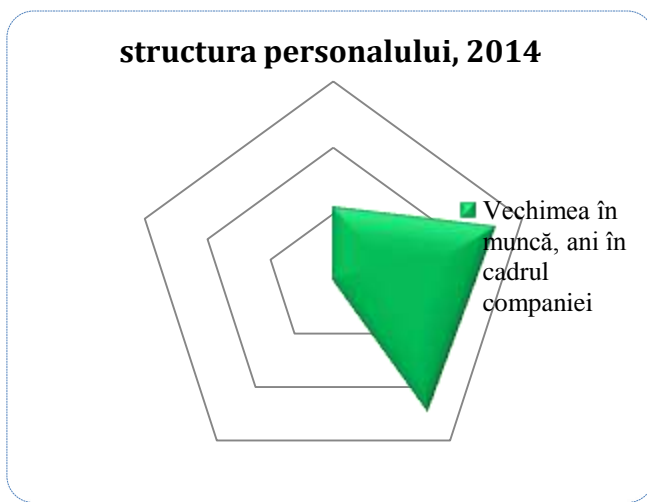 structura personalului, 2014
Vechimea în
muncă, ani în
cadrul
companiei